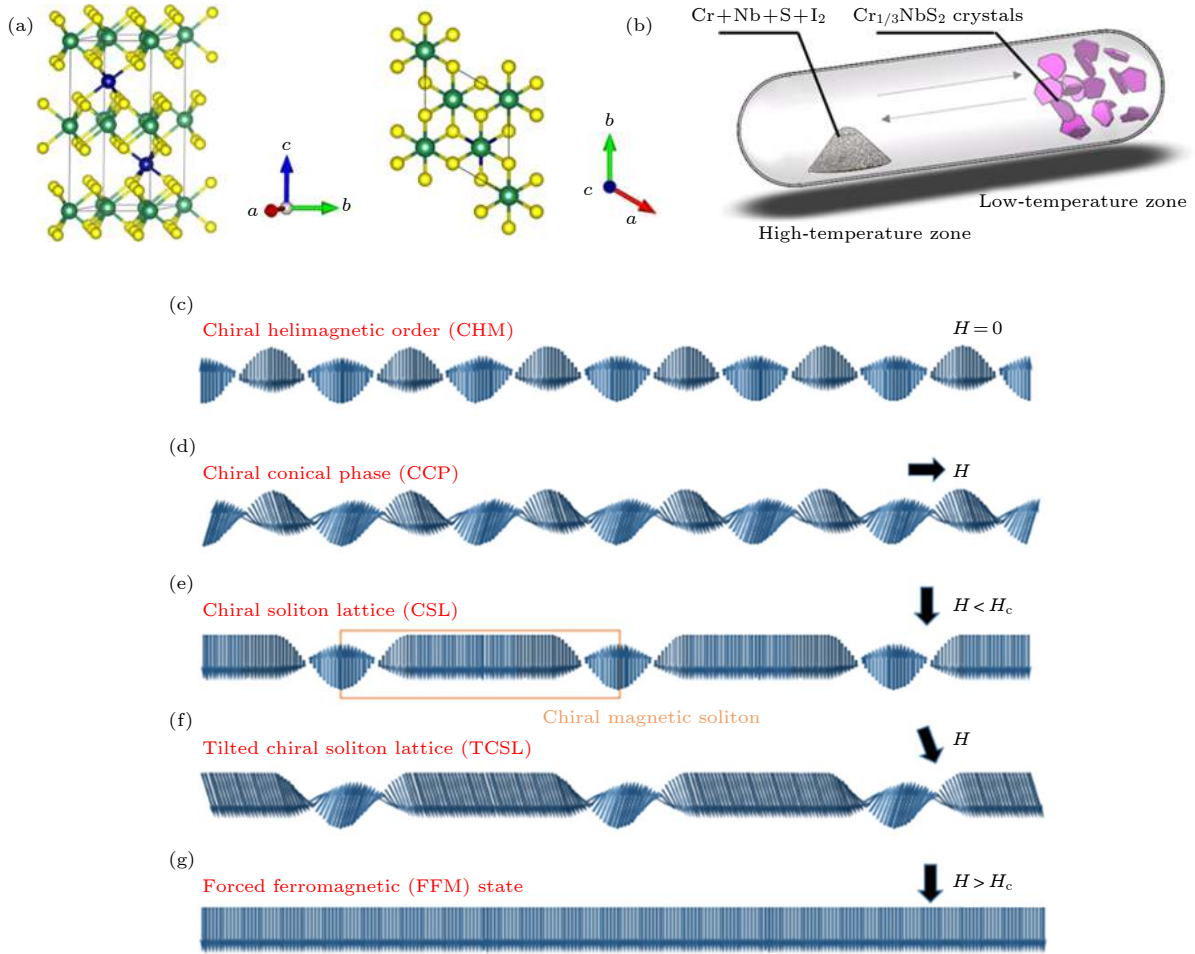 (a)
c
a
b
b
c
a
(b)
Cr+Nb+S+I₂
Cr₁/₃NbS₂ crystals
Low-temperature zone
High-temperature zone
(c)
Chiral helimagnetic order (CHM)
H=0
(d)
Chiral conical phase (CCP)
H
(e)
Chiral soliton lattice (CSL)
H<Hc
Chiral magnetic soliton
(f)
Tilted chiral soliton lattice (TCSL)
H
(g)
Forced ferromagnetic (FFM) state
H>Hc